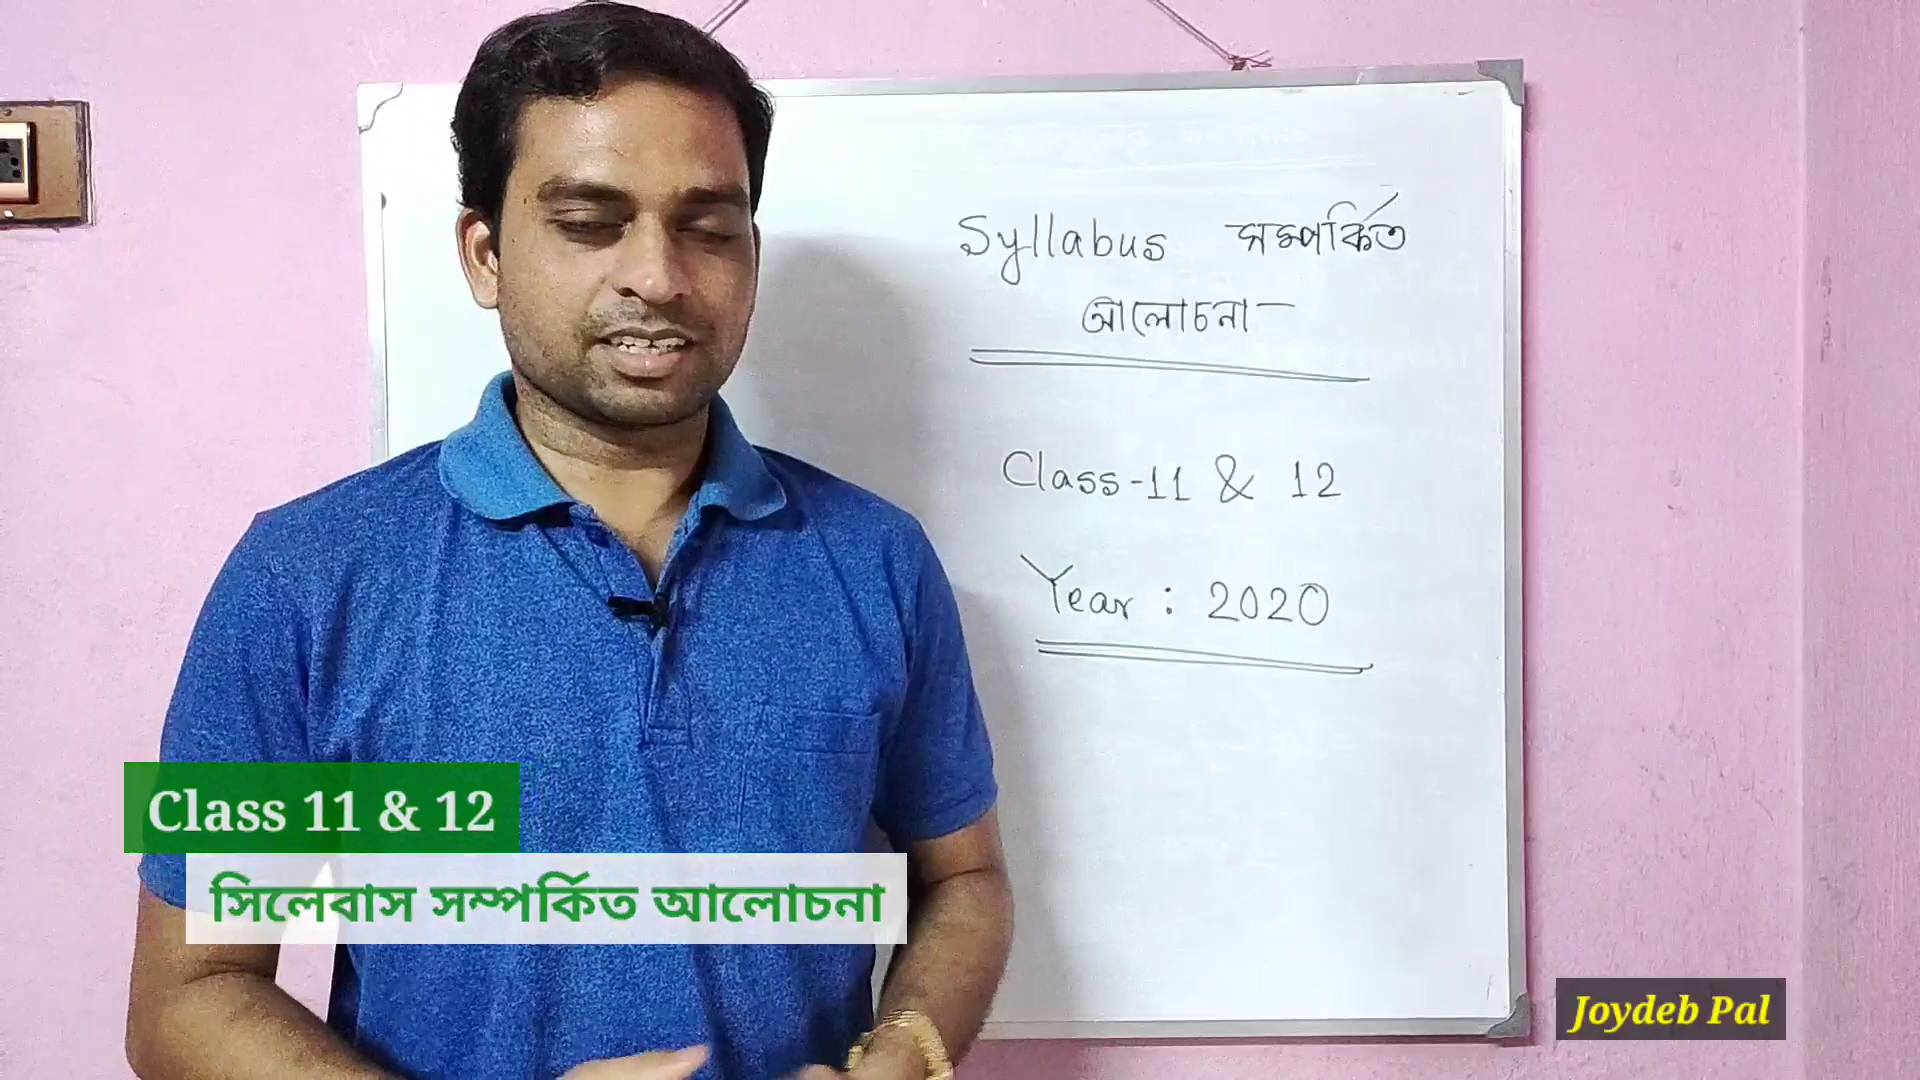 Syllabus সম্পর্কিত
আলোচনা-
Class-11 & 12
Year : 2020
Class 11 & 12
সিলেবাস সম্পর্কিত আলোচনা
Joydeb Pal